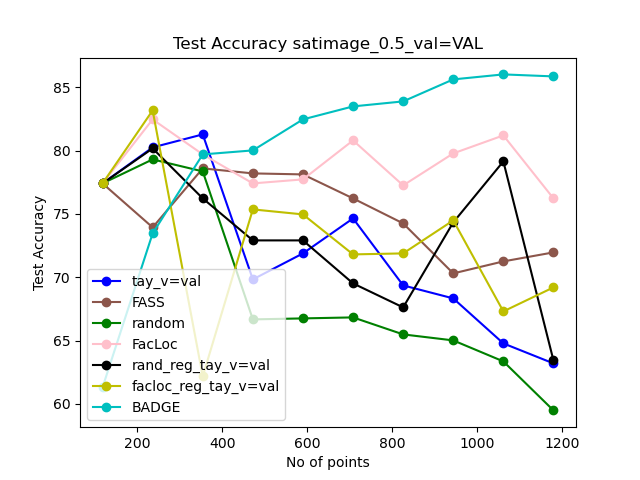 Test Accuracy satimage_0.5_val=VAL
85
80
75
70
65
60
Test Accuracy
tay_v=val
FASS
random
FacLoc
rand_reg_tay_v=val
facloc_reg_tay_v=val
BADGE
200 400 600 800 1000 1200
No of points